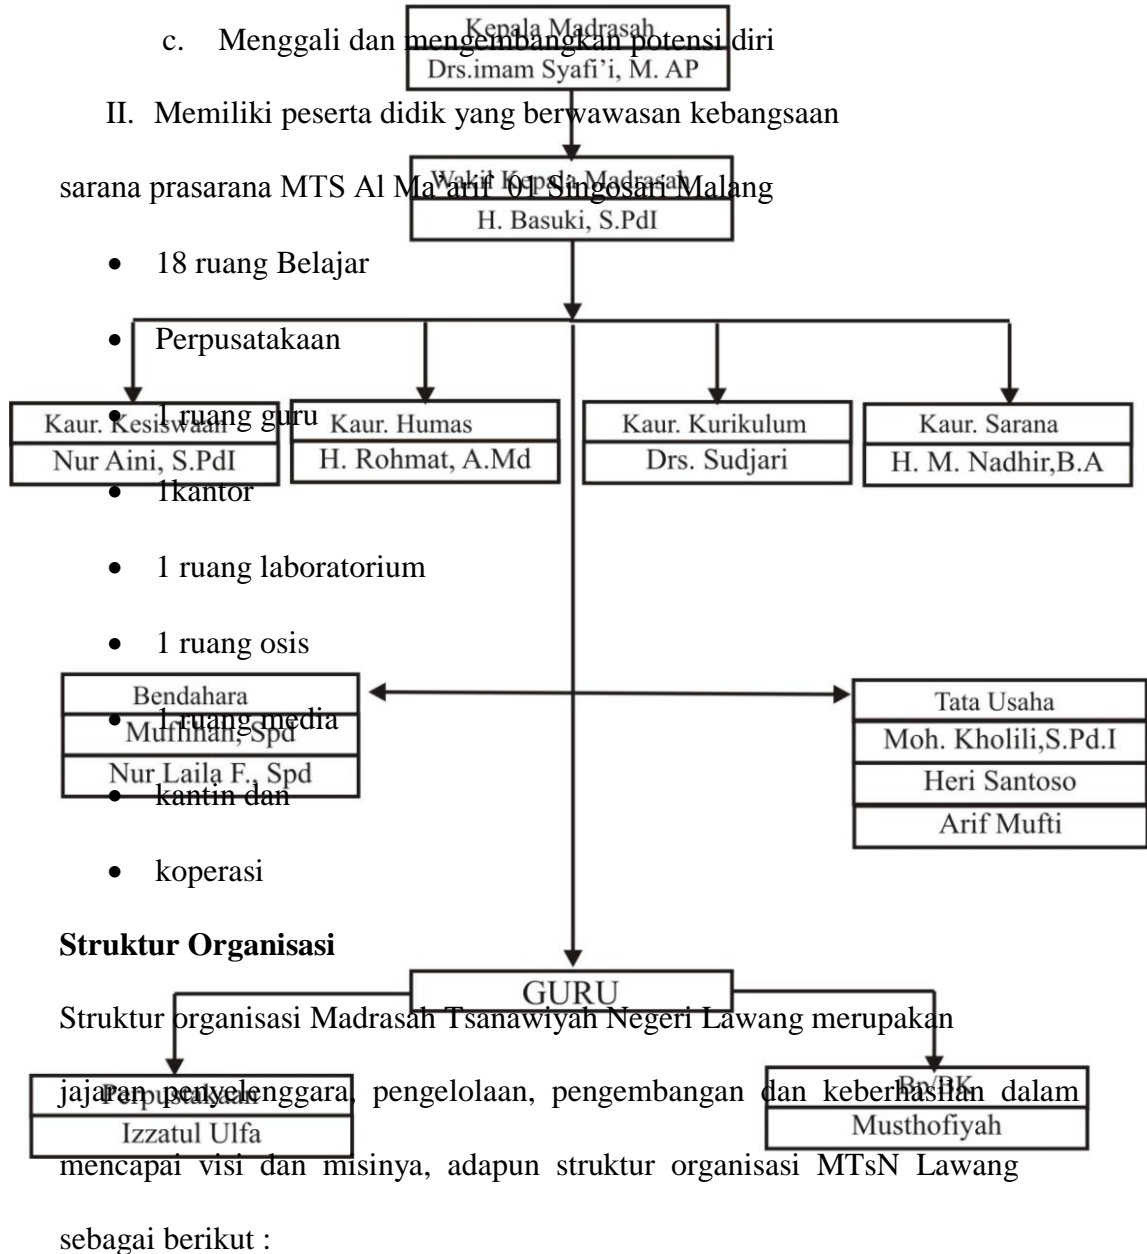 Kepala Madrasah
c. Menggali dan mengembangkan potensi diri
Drs.imam Syafi’i, M. AP
II. Memiliki peserta didik yang berwawasan kebangsaan
Wakil Kepala Madrasah
sarana prasarana MTS Al Ma’arif 01 Singosari Malang
H. Basuki, S.PdI
• 18 ruang Belajar
• Perpusatakaan
• 1 ruang guru
Kaur. Kesiswaan
Kaur. Humas
Kaur. Kurikulum
Kaur. Sarana
Nur Aini, S.PdI
H. Rohmat, A.Md
Drs. Sudjari
H. M. Nadhir,B.A
• 1kantor
• 1 ruang laboratorium
• 1 ruang osis
Bendahara
Tata Usaha
• 1 ruang media
Muflihah, Spd
Moh. Kholili,S.Pd.I
Nur Laila F., Spd
Heri Santoso
• kantin dan
Arif Mufti
• koperasi
Struktur Organisasi
GURU
Struktur organisasi Madrasah Tsanawiyah Negeri Lawang merupakan
Perpustakaan
Bp/BK
jajaran penyelenggara, pengelolaan, pengembangan dan keberhasilan dalam
Izzatul Ulfa
Musthofiyah
mencapai visi dan misinya, adapun struktur organisasi MTsN Lawang
sebagai berikut :